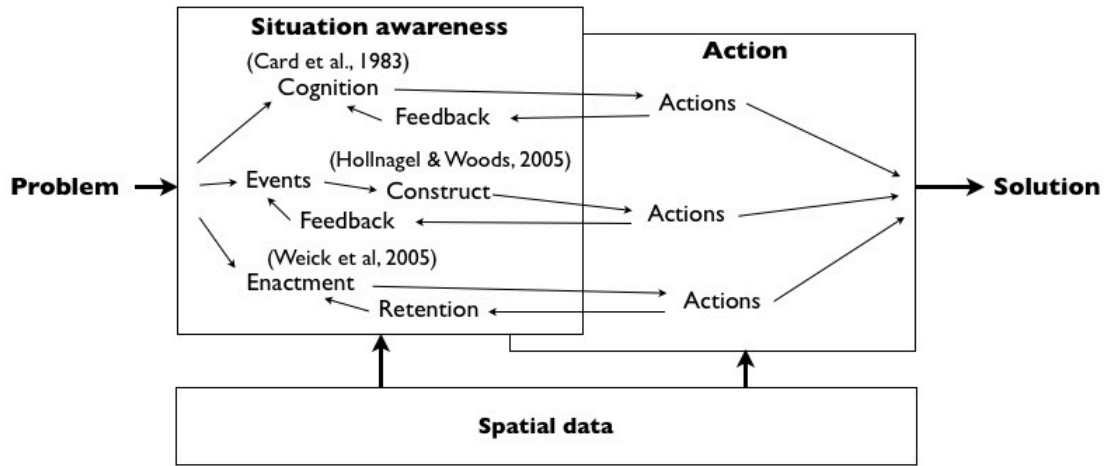 Situation awareness
Action
(Card et al., 1983)
Cognition
Actions
Feedback
(Hollnagel & Woods, 2005)
Problem
Events
Construct
Solution
Feedback
Actions
(Weick et al, 2005)
Enactment
Actions
Retention
Spatial data